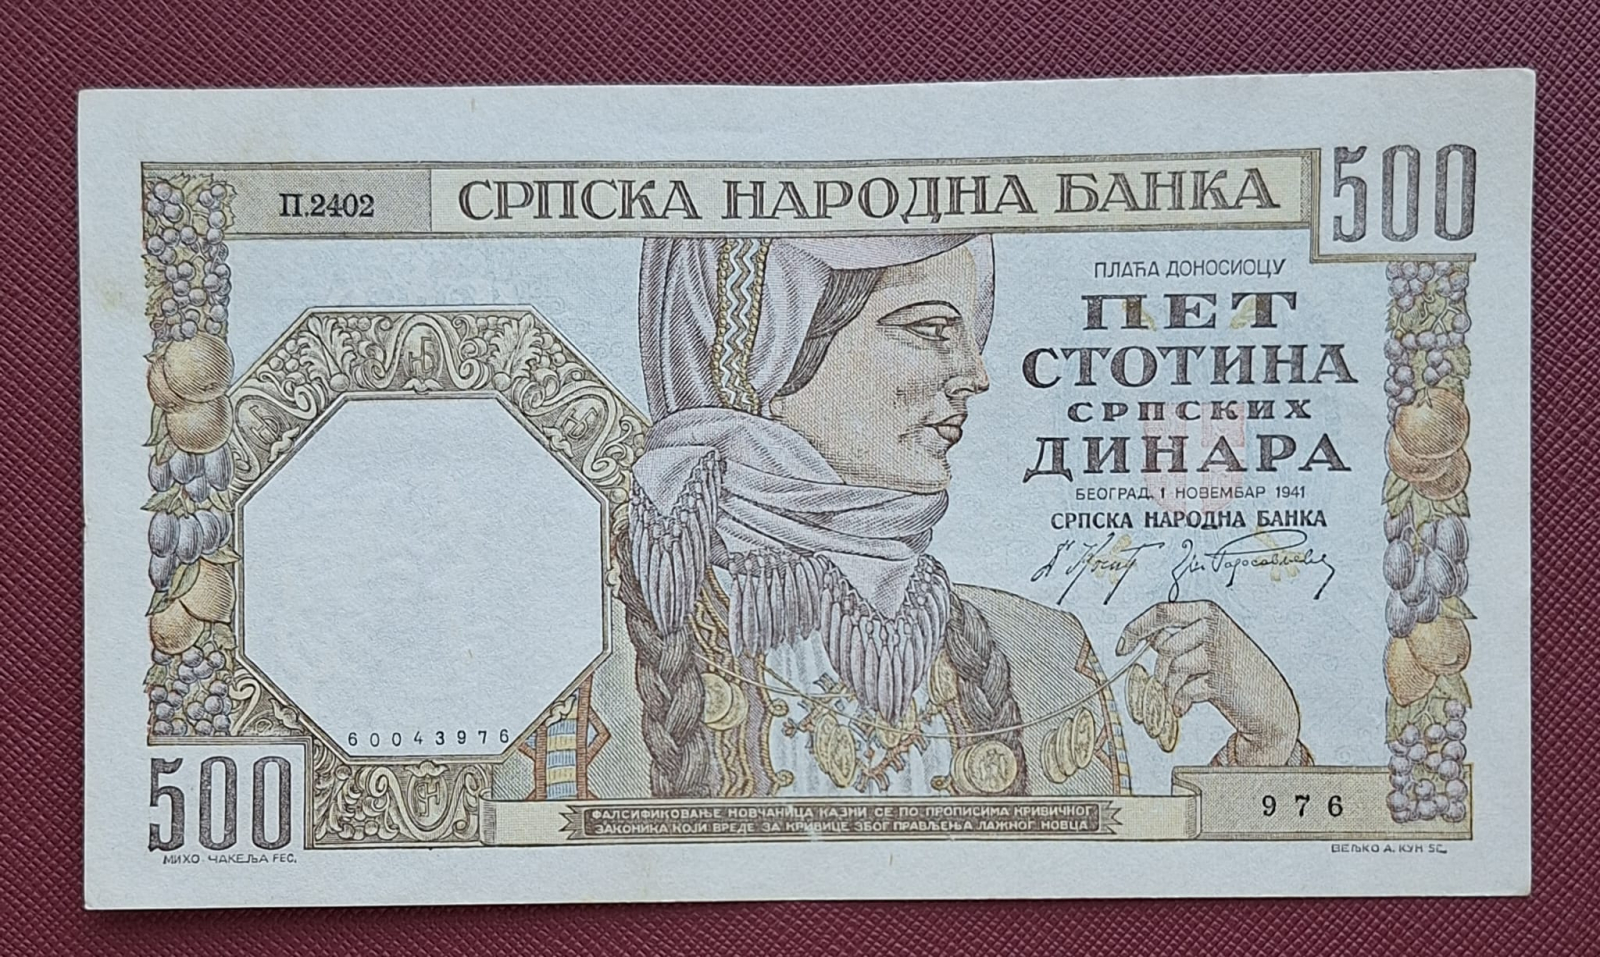 П.2402
СРПСКА НАРОДНА БАНКА
500
ПЛАЋА ДОНОСИОЦУ
ПЕТ
СТОТИНА
СРПСКИХ
ДИНАРА
БЕОГРАД, 1 НОВЕМБАР 1941
СРПСКА НАРОДНА БАНКА
60043976
500
ФАЛСИФИКОВАЊЕ НОВЧАНИЦА КАЗНИ СЕ ПО ПРОПИСИМА КРИВИЧНОГ
ЗАКОНИКА КОЈИ ВРЕДЕ ЗА КРИВИЦЕ ЗБОГ ПРАВЉЕЊА ЛАЖНОГ НОВЦА
976
МИХО. ЧАКЕЉА FEC.
ВЕЉКО А. КУН SC.